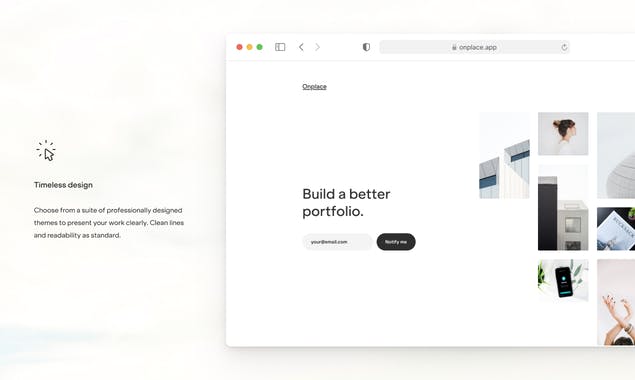 onplace.app
Onplace
Timeless design
Choose from a suite of professionally designed
themes to present your work clearly. Clean lines
and readability as standard.
Build a better
portfolio.
your@email.com
Notify me